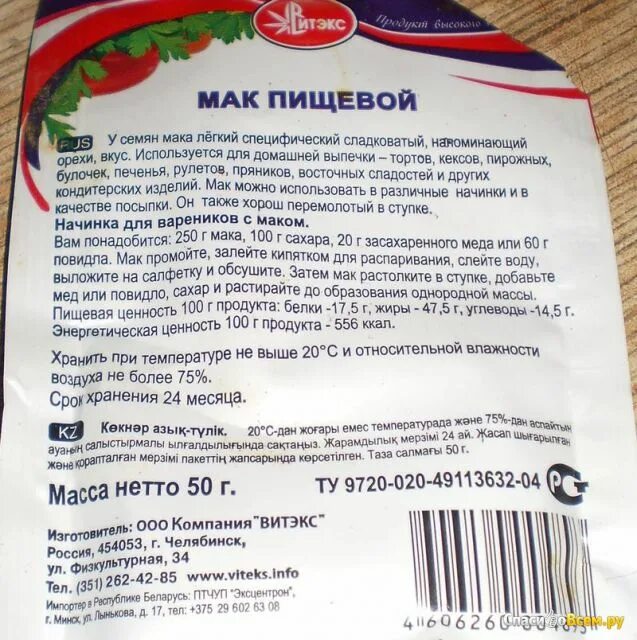 ВИТЭКС
Продукт высокого
МАК ПИЩЕВОЙ
RUS У семян мака лёгкий специфический сладковатый, напоминающий
орехи, вкус. Используется для домашней выпечки – тортов, кексов, пирожных,
булочек, печенья, рулетов, пряников, восточных сладостей и других
кондитерских изделий. Мак можно использовать в различные начинки и в
качестве посыпки. Он также хорош перемолотый в ступке.
Начинка для вареников с маком.
Вам понадобится: 250 г мака, 100 г сахара, 20 г засахаренного меда или 60 г
повидла. Мак промойте, залейте кипятком для распаривания, слейте воду,
выложите на салфетку и обсушите. Затем мак растолките в ступке, добавьте
мед или повидло, сахар и растирайте до образования однородной массы.
Пищевая ценность 100 г продукта: белки -17,5 г, жиры - 47,5 г, углеводы -14,5 г.
Энергетическая ценность 100 г продукта - 556 ккал.
Хранить при температуре не выше 20°С и относительной влажности
воздуха не более 75%.
Срок хранения 24 месяца.
KZ Көкнәр азық-түлік. 20°С-дан жоғары емес температурада және 75%-дан аспайтын
ауаның салыстырмалы ылғалдылығында сақтаңыз. Жарамдылық мерзімі 24 ай. Жасап шығарылған
және қорапталған мерзімі пакеттің жапсарында көрсетілген. Таза салмағы 50 г.
Масса нетто 50 г. ТУ 9720-020-49113632-04
Изготовитель: ООО Компания "ВИТЭКС"
Россия, 454053, г. Челябинск,
ул. Физкультурная, 34
Тел. (351) 262-42-85 www.viteks.info
Импортер в Республике Беларусь: ПТЧУП "Эксцентрон",
г. Минск, ул. Лынькова, д. 17, тел: +375 29 602 63 08
4 606260
СпасибоВсем.ру